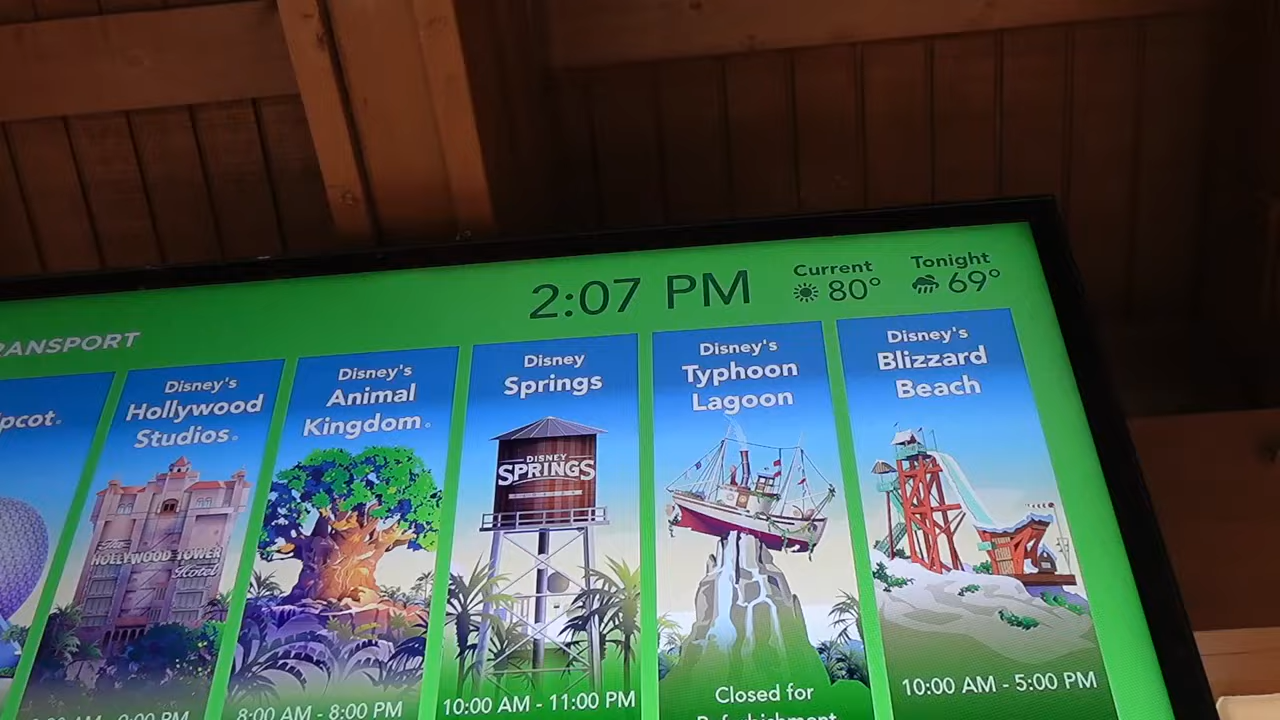 2:07 PM
Current
80°
Tonight
69°
RANSPORT
pcot
Disney's
Hollywood
Studios
The
HOLLYWOOD TOWER
Hotel
Disney's
Animal
Kingdom
8:00 AM - 8:00 PM
Disney
Springs
DISNEY
SPRINGS
10:00 AM - 11:00 PM
Disney's
Typhoon
Lagoon
Closed for
Refurbishment
Disney's
Blizzard
Beach
10:00 AM - 5:00 PM